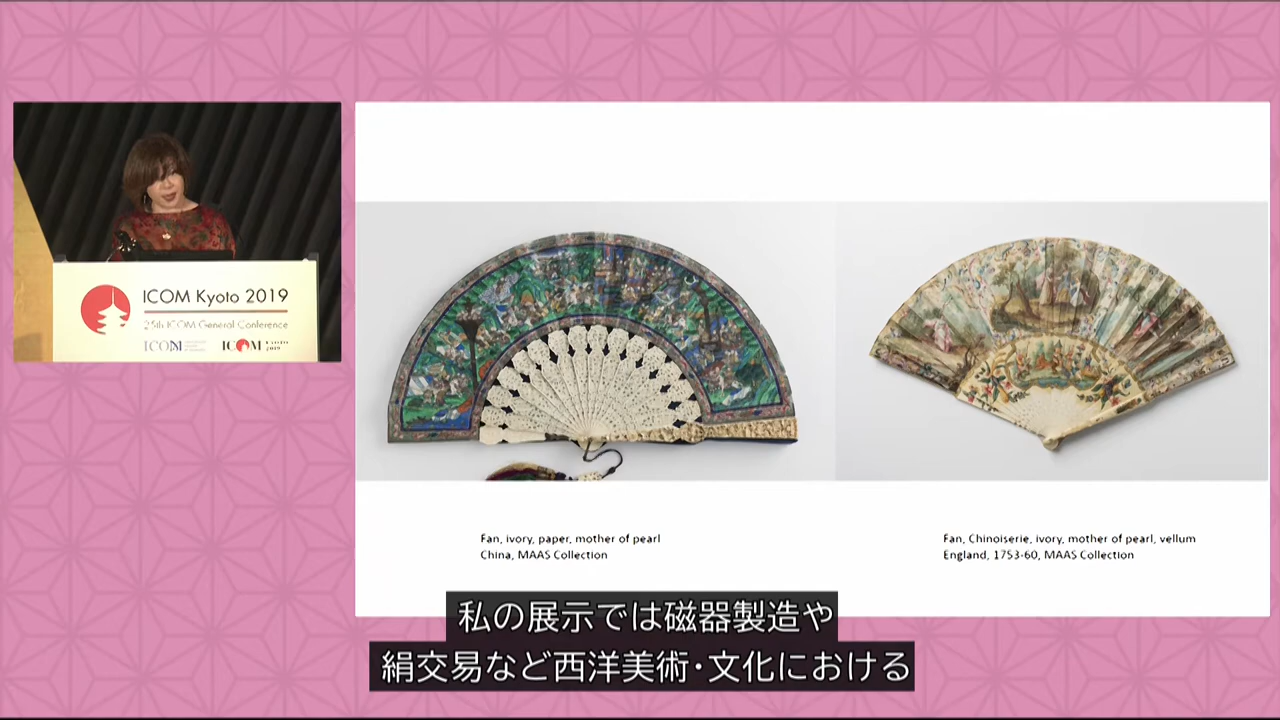 ICOM Kyoto 2019
25th ICOM General Conference
ICOM
ICOM
Fan, ivory, paper, mother of pearl
China, MAAS Collection
Fan, Chinoiserie, ivory, mother of pearl, vellum
England, 1753-60, MAAS Collection
私の展示では磁器製造や
絹交易など西洋美術・文化における